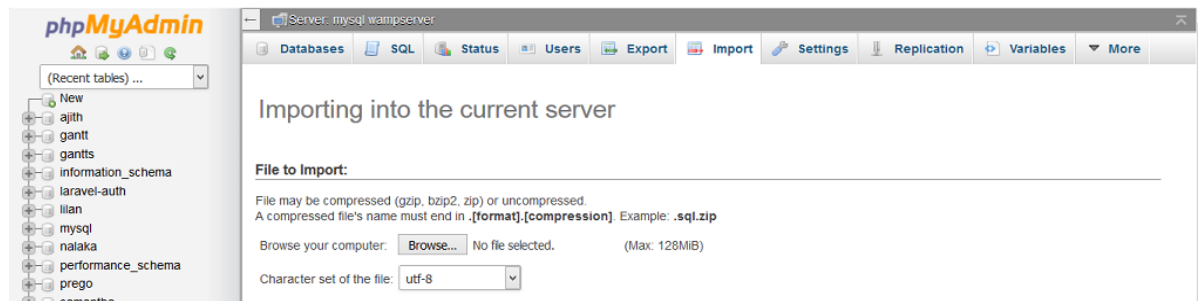 phpMyAdmin
(Recent tables) ...
New
ajith
gantt
gantts
information_schema
laravel-auth
lilan
mysql
nalaka
performance_schema
prego
samantha
Server: mysql wampserver
Databases SQL Status Users Export Import Settings Replication Variables More
Importing into the current server
File to Import:
File may be compressed (gzip, bzip2, zip) or uncompressed.
A compressed file's name must end in .[format].[compression]. Example: .sql.zip
Browse your computer: Browse... No file selected. (Max: 128MiB)
Character set of the file: utf-8